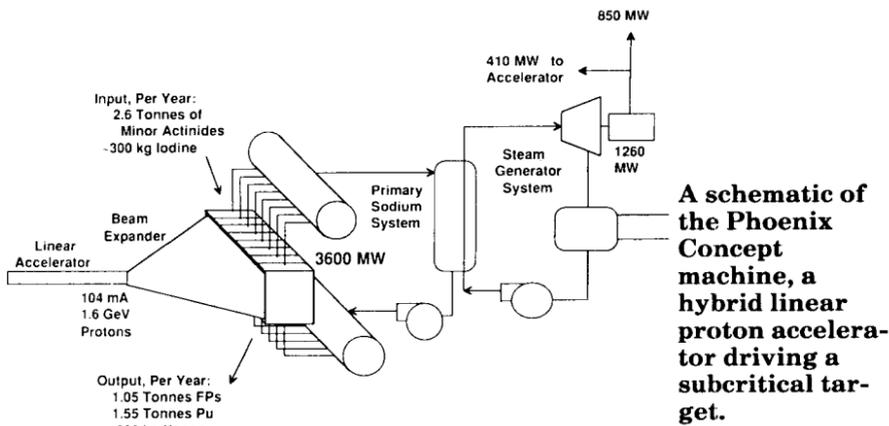 850 MW
410 MW to
Accelerator
Input, Per Year:
2.6 Tonnes of
Minor Actinides
~300 kg Iodine
1260
MW
Steam
Generator
System
Primary
Sodium
System
Beam
Expander
Linear
Accelerator
3600 MW
104 mA
1.6 GeV
Protons
Output, Per Year:
1.05 Tonnes FPs
1.55 Tonnes Pu
A schematic of
the Phoenix
Concept
machine, a
hybrid linear
proton accelera-
tor driving a
subcritical tar-
get.